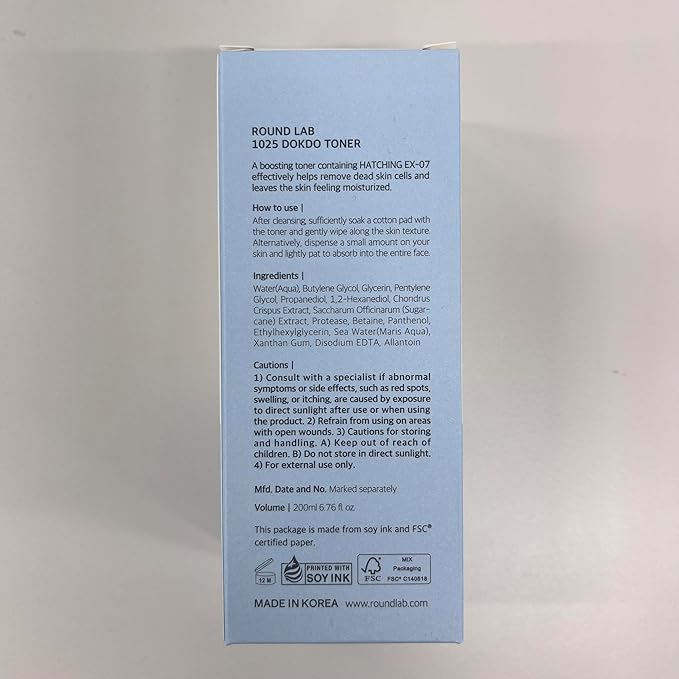 ROUND LAB
1025 DOKDO TONER
A boosting toner containing HATCHING EX-07
effectively helps remove dead skin cells and
leaves the skin feeling moisturized.
How to use |
After cleansing, sufficiently soak a cotton pad with
the toner and gently wipe along the skin texture.
Alternatively, dispense a small amount on your
skin and lightly pat to absorb into the entire face.
Ingredients |
Water(Aqua), Butylene Glycol, Glycerin, Pentylene
Glycol, Propanediol, 1,2-Hexanediol, Chondrus
Crispus Extract, Saccharum Officinarum (Sugar-
cane) Extract, Protease, Betaine, Panthenol,
Ethylhexylglycerin, Sea Water(Maris Aqua),
Xanthan Gum, Disodium EDTA, Allantoin
Cautions |
1) Consult with a specialist if abnormal
symptoms or side effects, such as red spots,
swelling, or itching, are caused by exposure
to direct sunlight after use or when using
the product. 2) Refrain from using on areas
with open wounds. 3) Cautions for storing
and handling. A) Keep out of reach of
children. B) Do not store in direct sunlight.
4) For external use only.
Mfd. Date and No. Marked separately
Volume | 200ml 6.76 fl. oz.
This package is made from soy ink and FSC®
certified paper.
12 M
PRINTED WITH
SOY INK
FSC
MIX
Packaging
FSC® C140818
MADE IN KOREA www.roundlab.com